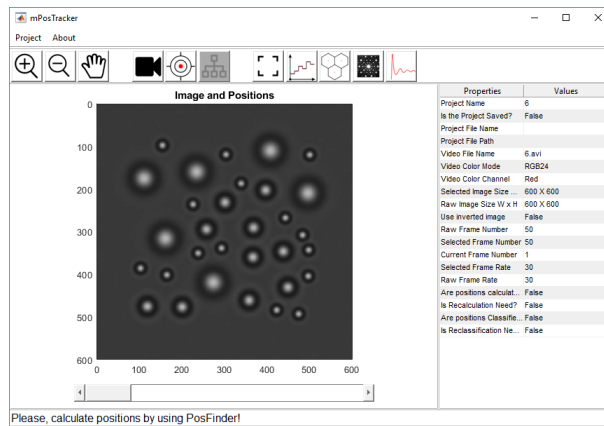 mPosTracker
Project About
Image and Positions
0
100
200
300
400
500
600
0 100 200 300 400 500 600
Properties Values
Project Name 6
Is the Project Saved? False
Project File Name
Project File Path
Video File Name 6.avi
Video Color Mode RGB24
Video Color Channel Red
Selected Image Size ... 600 X 600
Raw Image Size W x H 600 X 600
Use inverted image False
Raw Frame Number 50
Selected Frame Number 50
Current Frame Number 1
Selected Frame Rate 30
Raw Frame Rate 30
Are positions calculat... False
Is Recalculation Need? False
Are positions Classifie... False
Is Reclassification Ne... False
Please, calculate positions by using PosFinder!